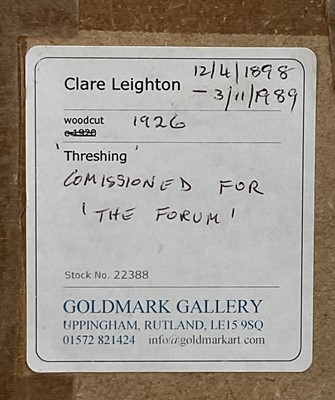 Clare Leighton 12/4/1898
– 3/11/1989
woodcut 1926
c.1920
'Threshing'
COMISSIONED FOR
'THE FORUM'
Stock No. 22388
GOLDMARK GALLERY
UPPINGHAM, RUTLAND, LE15 9SQ
01572 821424 info@goldmarkart.com